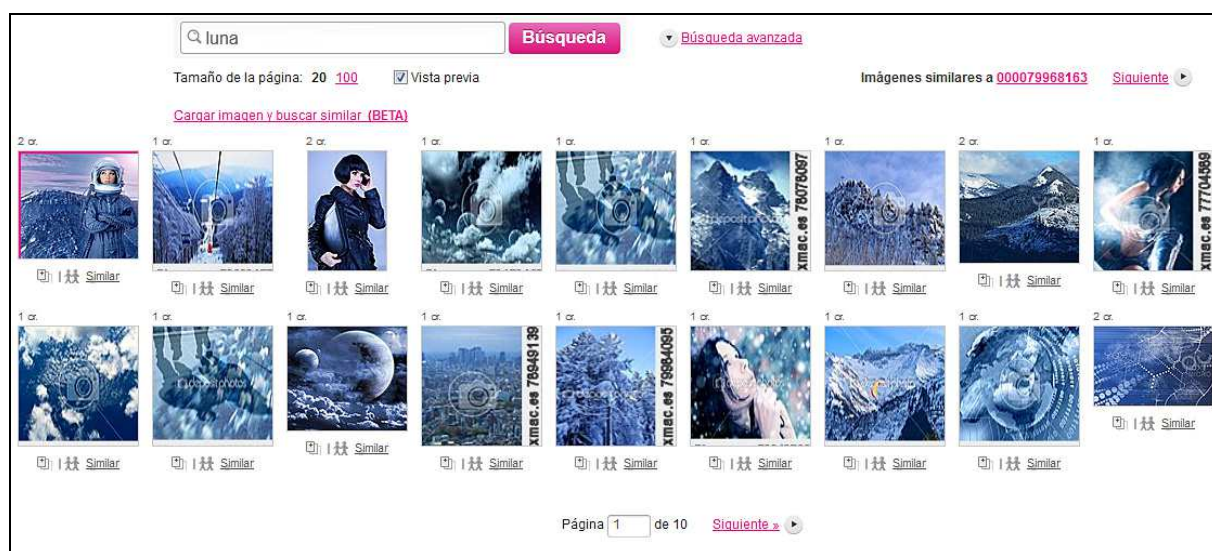 luna Búsqueda Búsqueda avanzada
Tamaño de la página: 20 100 Vista previa Imágenes similares a 000079968163 Siguiente
Cargar imagen y buscar similar (BETA)
2 cr. 1 cr. 2 cr. 1 cr. 1 cr. 1 cr. 1 cr. 2 cr. 1 cr.
depositphotos
xmac.es 78078097
xmac.es 77704589
Similar Similar Similar Similar Similar Similar Similar Similar Similar
1 cr. 1 cr. 1 cr. 1 cr. 1 cr. 1 cr. 1 cr. 1 cr. 2 cr.
depositphotos
xmac.es 78949139
xmac.es 79984095
depositphotos
Similar Similar Similar Similar Similar Similar Similar Similar Similar
Página 1 de 10 Siguiente »